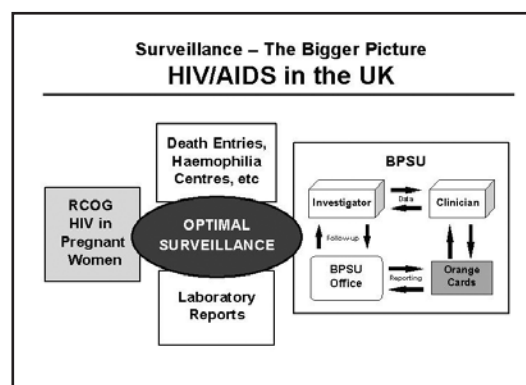 Surveillance – The Bigger Picture
HIV/AIDS in the UK
Death Entries,
Haemophilia
Centres, etc
RCOG
HIV in
Pregnant
Women
OPTIMAL
SURVEILLANCE
Laboratory
Reports
BPSU
Investigator
Data
Clinician
Follow-up
BPSU
Office
Reporting
Orange
Cards